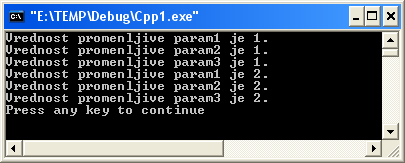 "E:\TEMP\Debug\Cpp1.exe"
Vrednost promenljive param1 je 1.
Vrednost promenljive param2 je 1.
Vrednost promenljive param3 je 1.
Vrednost promenljive param1 je 2.
Vrednost promenljive param2 je 2.
Vrednost promenljive param3 je 2.
Press any key to continue